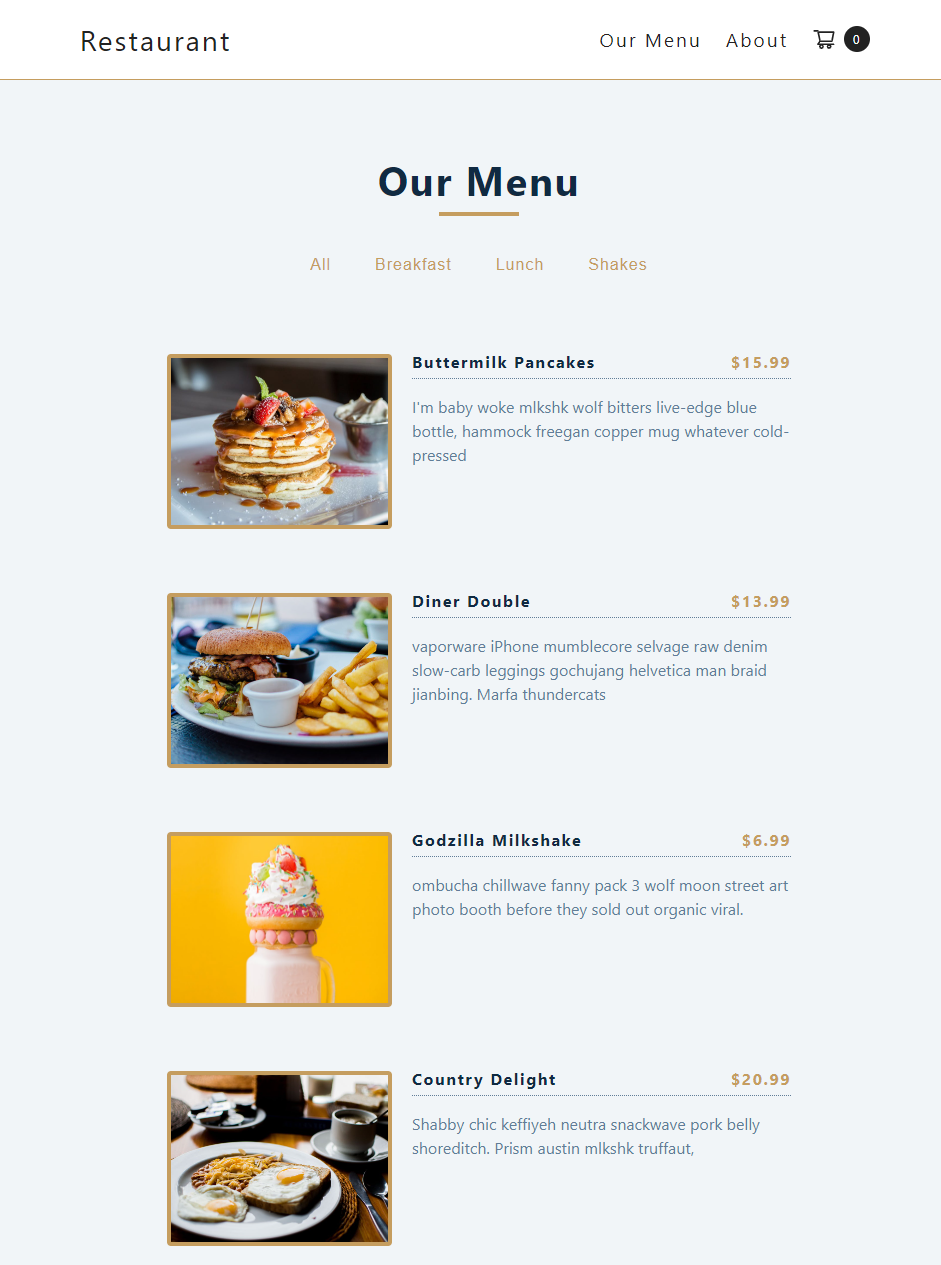 Restaurant
Our Menu
About
0
Our Menu
All
Breakfast
Lunch
Shakes
Buttermilk Pancakes
$15.99
I'm baby woke mlkshk wolf bitters live-edge blue
bottle, hammock freegan copper mug whatever cold-
pressed
Diner Double
$13.99
vaporware iPhone mumblecore selvage raw denim
slow-carb leggings gochujang helvetica man braid
jianbing. Marfa thundercats
Godzilla Milkshake
$6.99
ombucha chillwave fanny pack 3 wolf moon street art
photo booth before they sold out organic viral.
Country Delight
$20.99
Shabby chic keffiyeh neutra snackwave pork belly
shoreditch. Prism austin mlkshk truffaut,